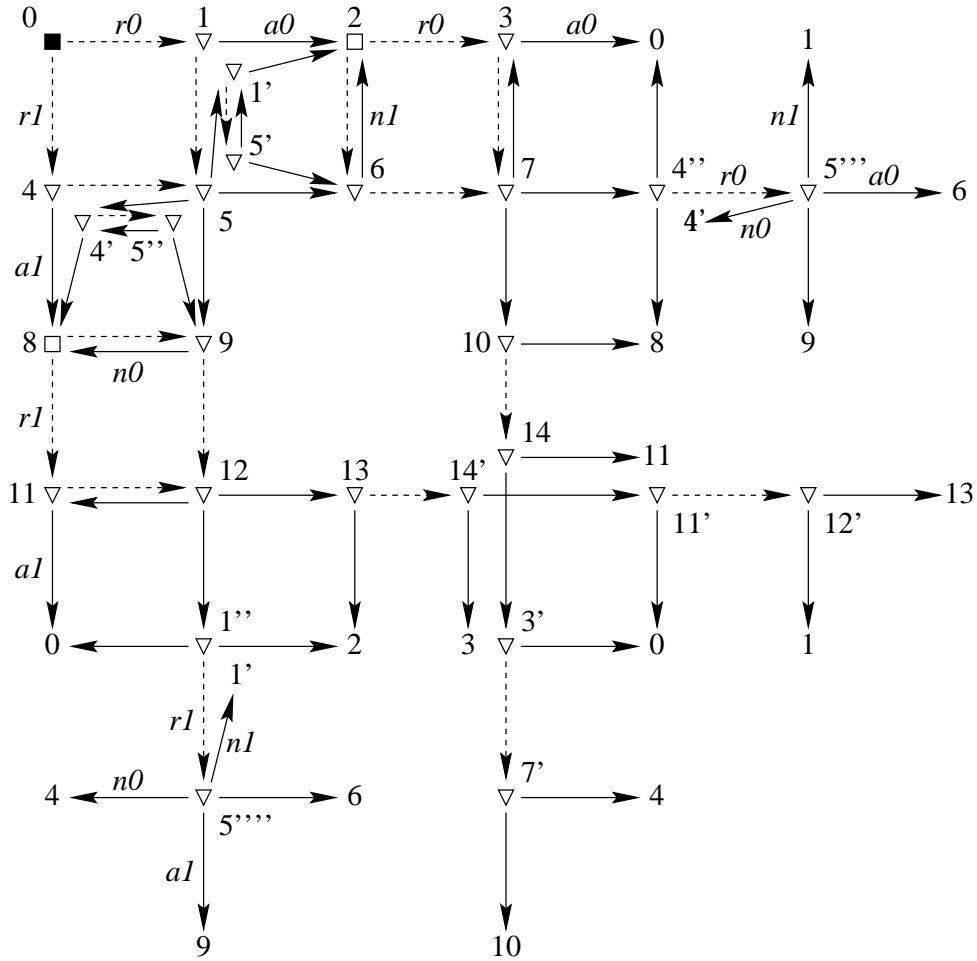 0 1 2 3
r0 a0 r0 a0 0 1
r1 1' n1 n1
5'
4 5 6 7 4'' r0 5''' a0 6
4' n0
a1 4' 5''
8 9 10 8 9
n0
r1 14 11
11 12 13 14' 11' 12' 13
a1
0 1'' 2 3 3' 0 1
1'
r1 n1
4 n0 6 7' 4
5''''
a1
9 10